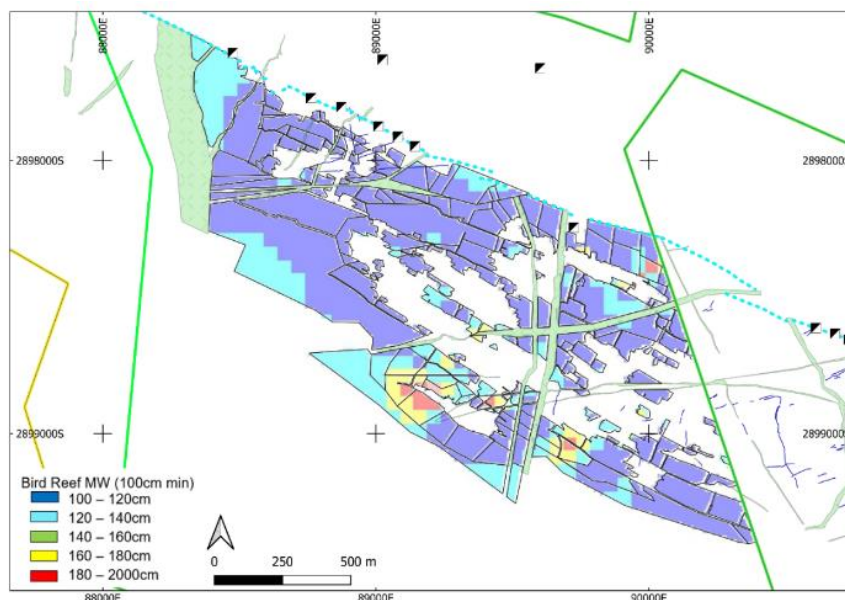 88000E
89000E
90000E
2898000S
2898000S
2899000S
2899000S
Bird Reef MW (100cm min)
100 – 120cm
120 – 140cm
140 – 160cm
160 – 180cm
180 – 2000cm
0 250 500 m
88000E
89000E
90000E